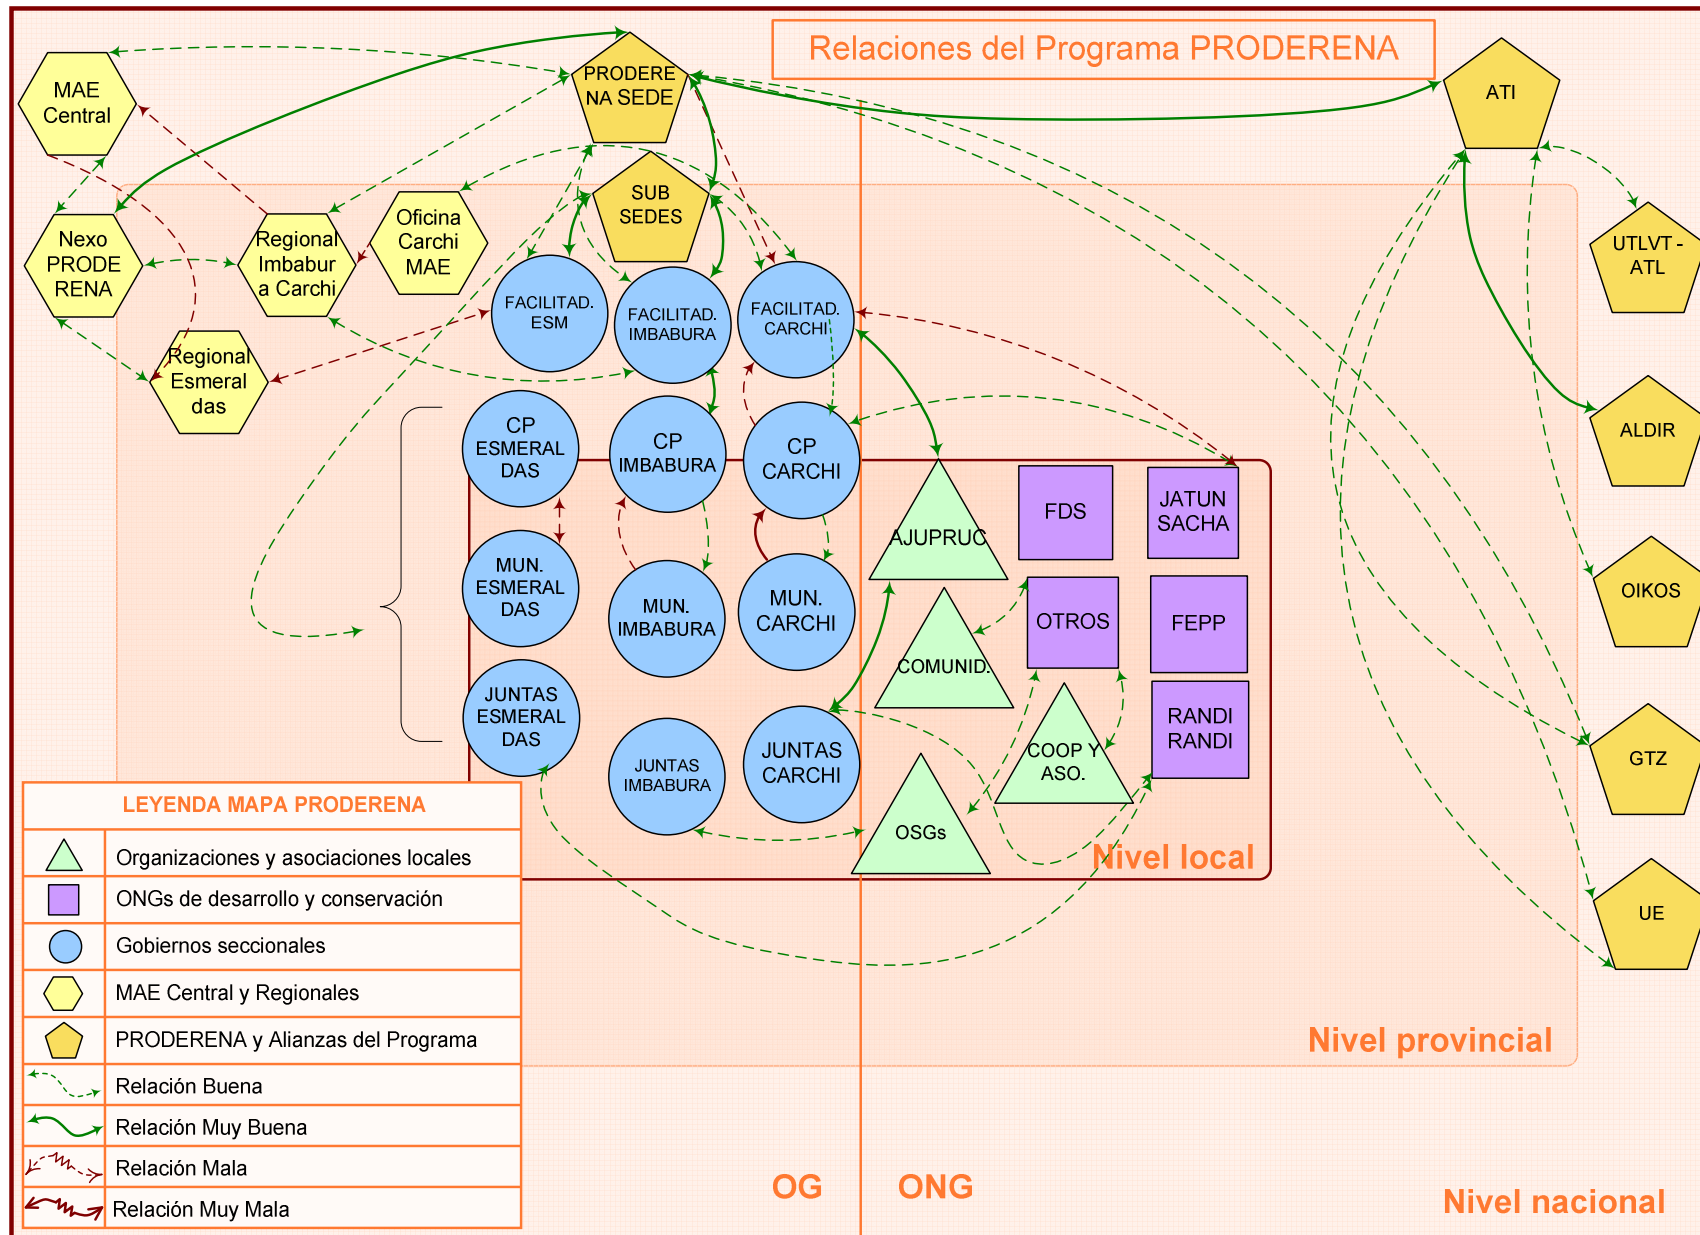 Relaciones del Programa PRODERENA
MAE
Central
PRODERE
NA SEDE
ATI
SUB
SEDES
Nexo
PRODE
RENA
Regional
Imbabur
a Carchi
Oficina
Carchi
MAE
UTLVT -
ATL
FACILITAD.
ESM
FACILITAD.
IMBABURA
FACILITAD.
CARCHI
Regional
Esmeral
das
CP
ESMERAL
DAS
CP
IMBABURA
CP
CARCHI
ALDIR
AJUPRUC
FDS
JATUN
SACHA
MUN.
ESMERAL
DAS
MUN.
IMBABURA
MUN.
CARCHI
COMUNID.
OTROS
FEPP
OIKOS
JUNTAS
ESMERAL
DAS
JUNTAS
IMBABURA
JUNTAS
CARCHI
COOP Y
ASO.
RANDI
RANDI
GTZ
OSGs
Nivel local
UE
LEYENDA MAPA PRODERENA
Organizaciones y asociaciones locales
ONGs de desarrollo y conservación
Gobiernos seccionales
MAE Central y Regionales
PRODERENA y Alianzas del Programa
Relación Buena
Relación Muy Buena
Relación Mala
Relación Muy Mala
Nivel provincial
OG
ONG
Nivel nacional